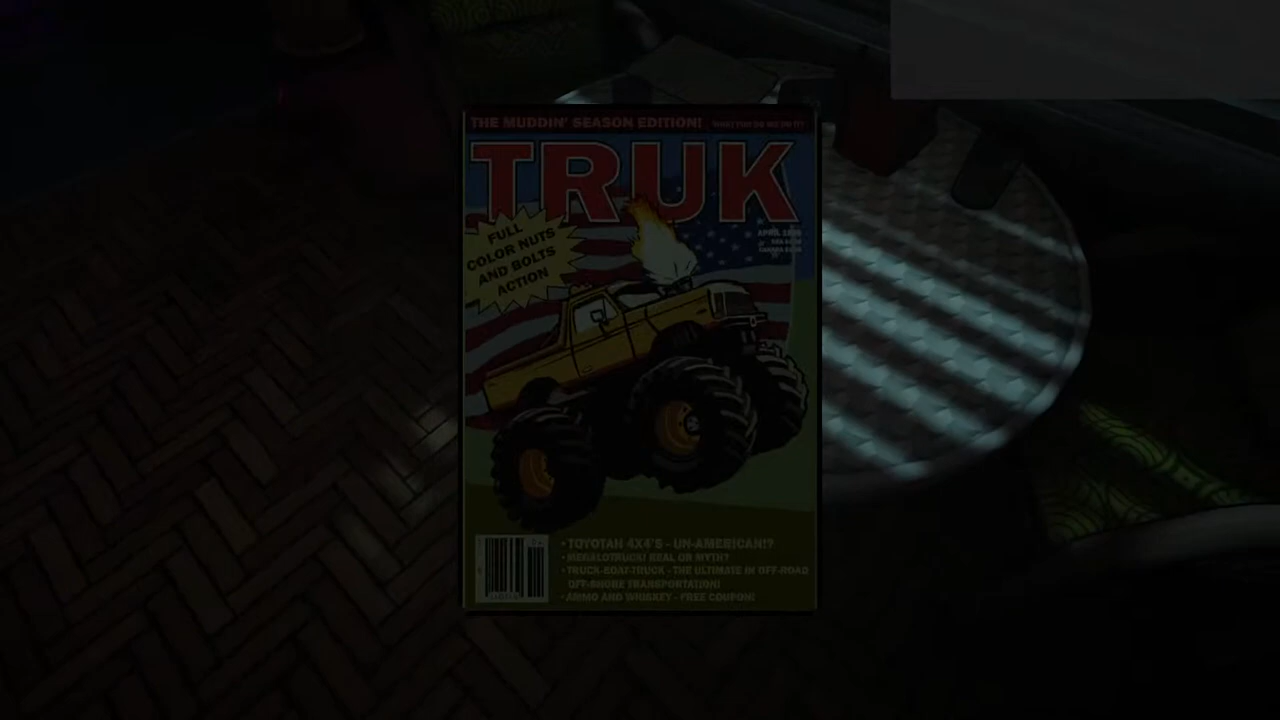 THE MUDDIN' SEASON EDITION!
TRUK
FULL
COLOR NUTS
AND BOLTS
ACTION
APRIL
• TOYOTAH 4X4'S - UN-AMERICAN!?
• MEGALOTRUCK! REAL OR MYTH?
• TRUCK-BOAT-TRUCK - THE ULTIMATE IN OFF-ROAD
OFF-SHORE TRANSPORTATION!
• AMMO AND WHISKEY - FREE COUPON!